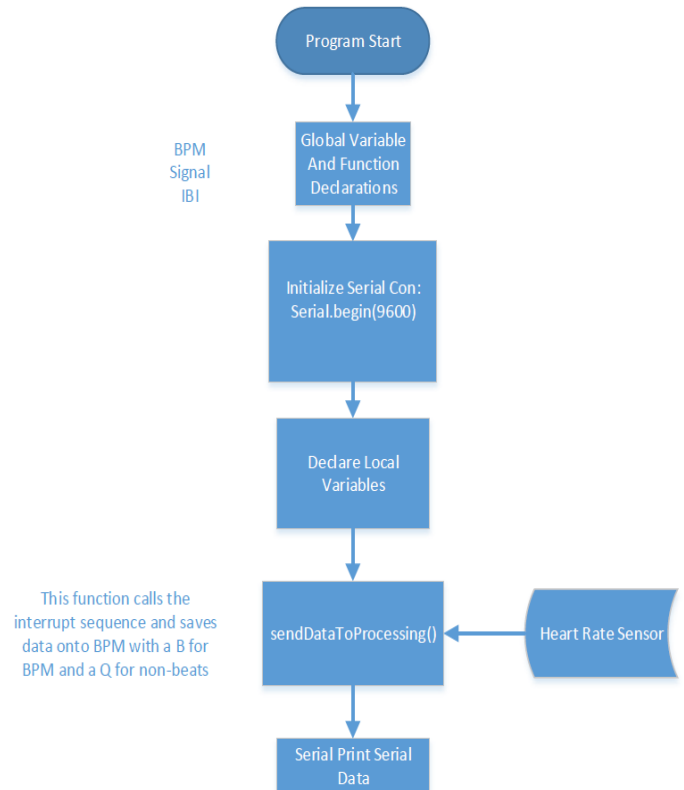 Program Start
BPM
Signal
IBI
Global Variable
And Function
Declarations
Initialize Serial Con:
Serial.begin(9600)
Declare Local
Variables
This function calls the
interrupt sequence and saves
data onto BPM with a B for
BPM and a Q for non-beats
sendDataToProcessing()
Heart Rate Sensor
Serial Print Serial
Data